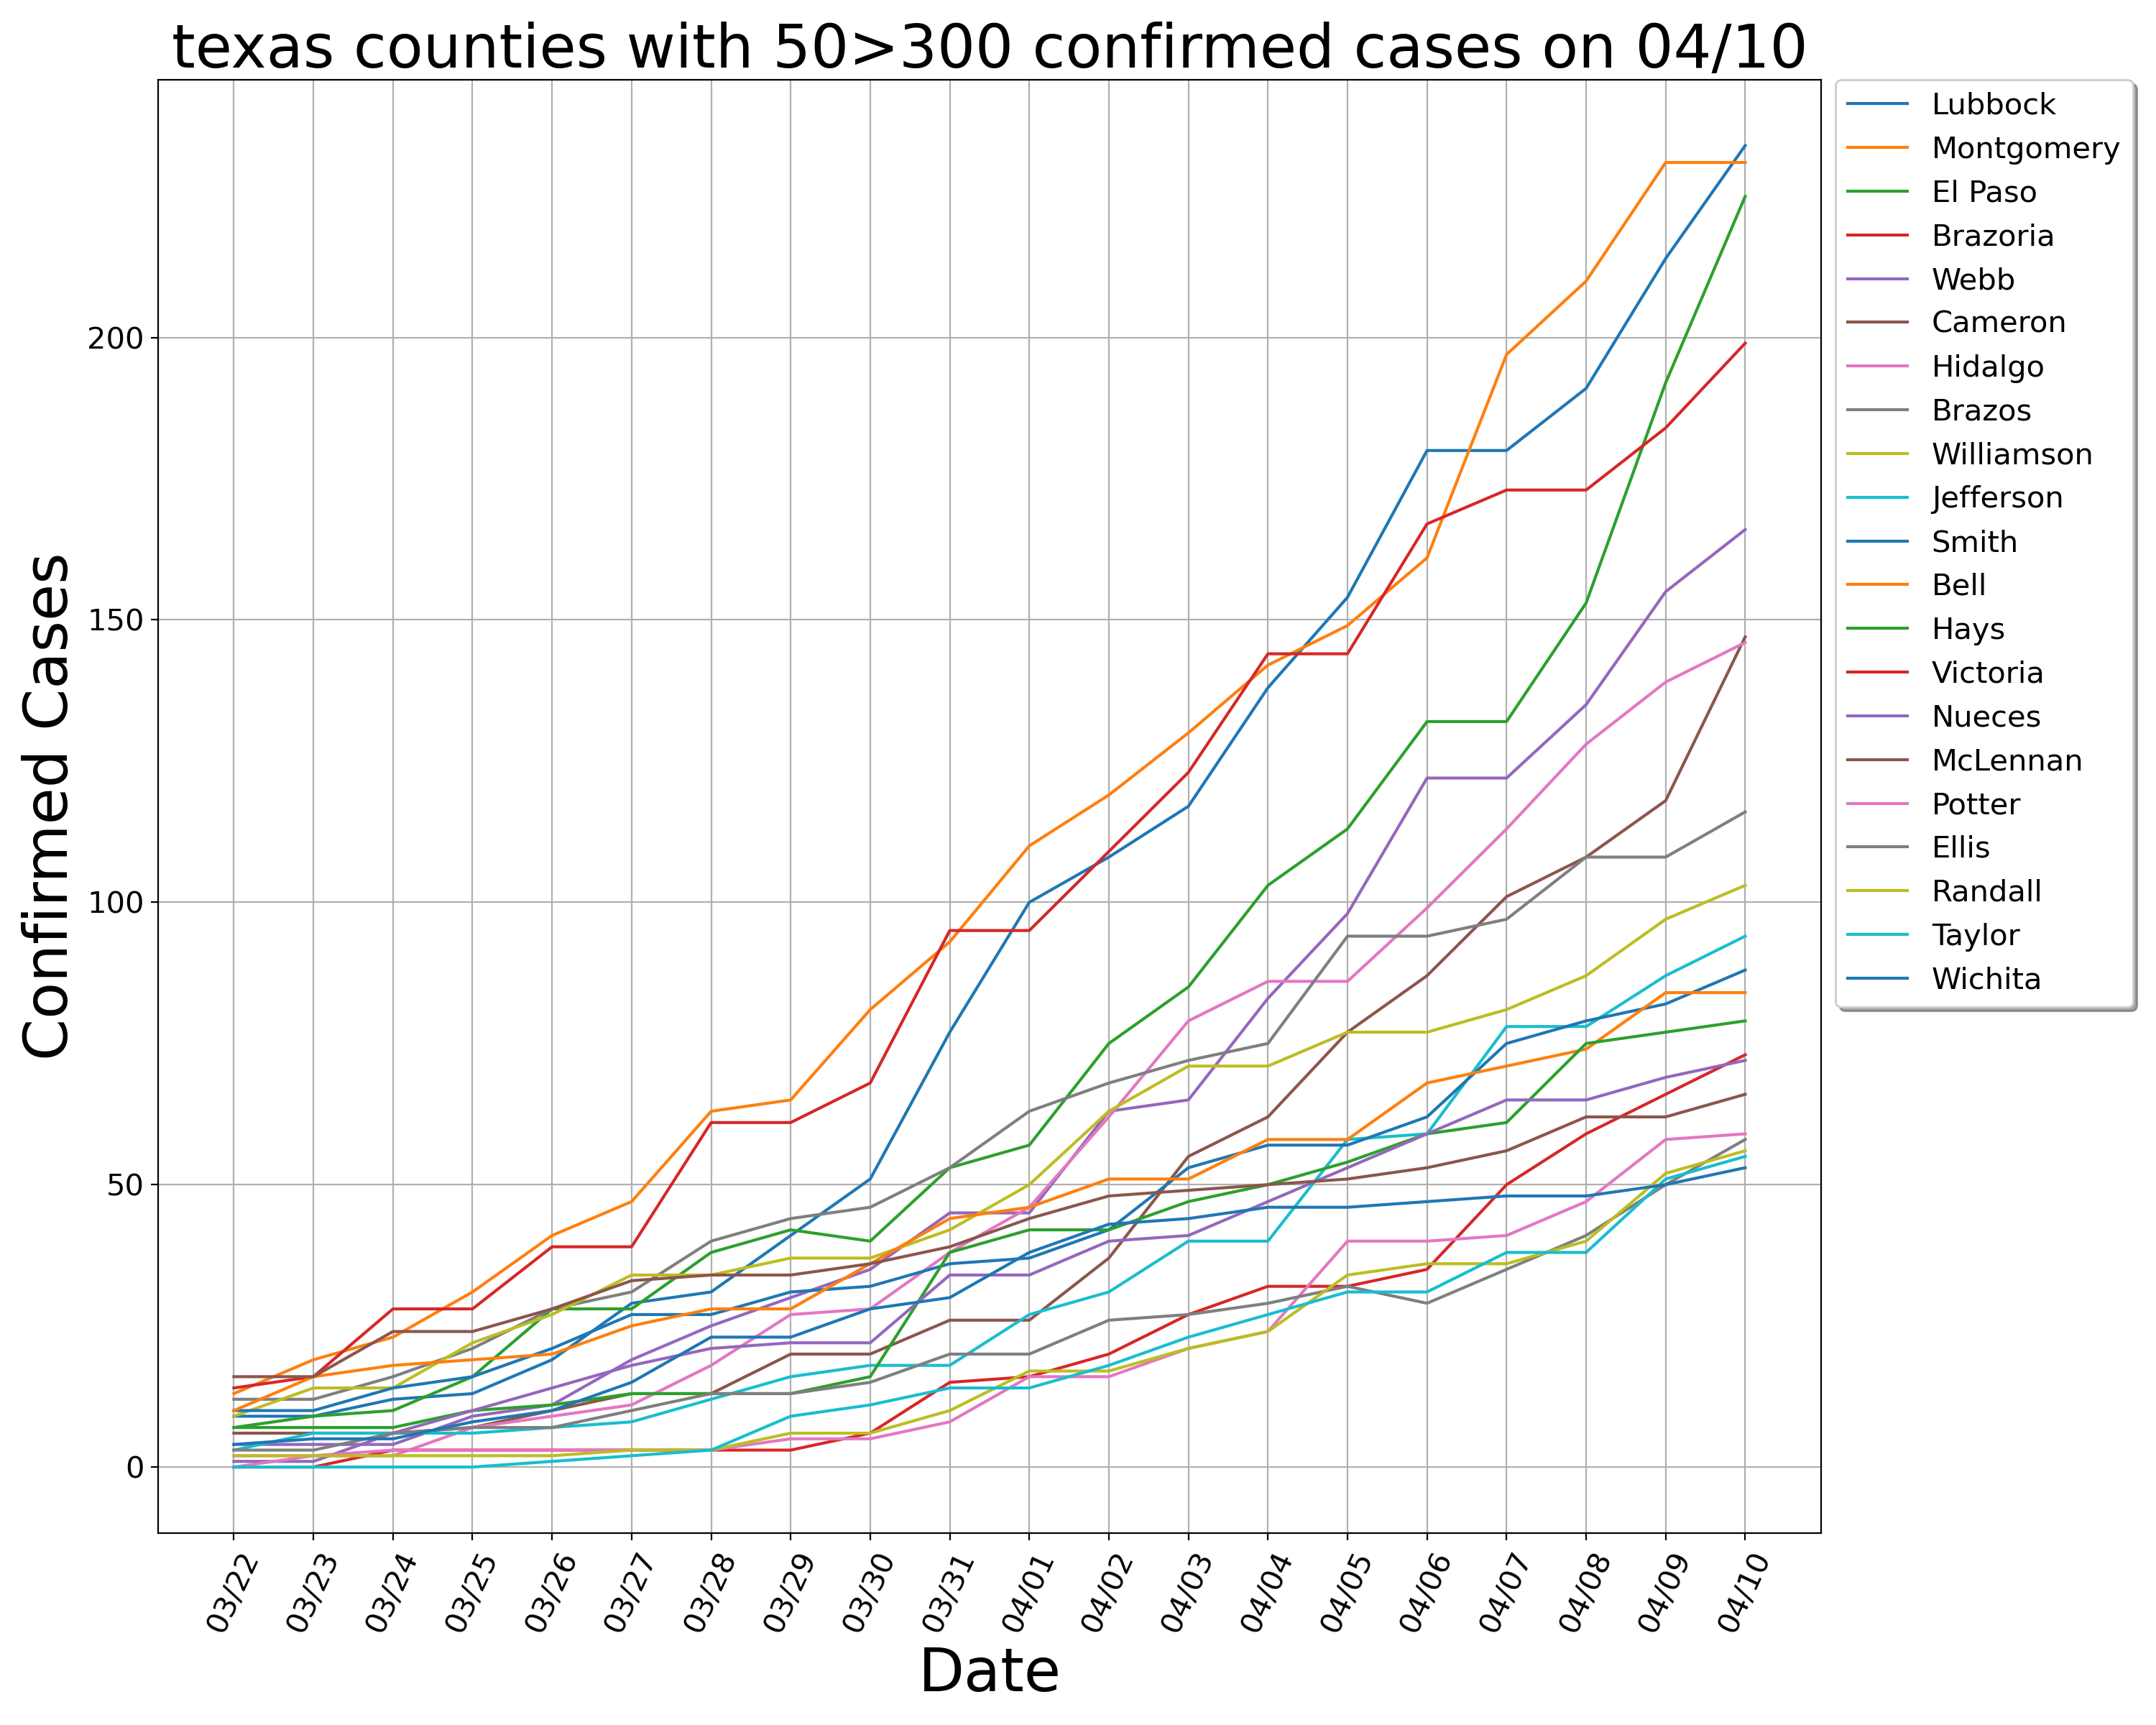 texas counties with 50>300 confirmed cases on 04/10
Confirmed Cases
200
150
100
50
0
03/22
03/23
03/24
03/25
03/26
03/27
03/28
03/29
03/30
03/31
04/01
04/02
04/03
04/04
04/05
04/06
04/07
04/08
04/09
04/10
Date
Lubbock
Montgomery
El Paso
Brazoria
Webb
Cameron
Hidalgo
Brazos
Williamson
Jefferson
Smith
Bell
Hays
Victoria
Nueces
McLennan
Potter
Ellis
Randall
Taylor
Wichita